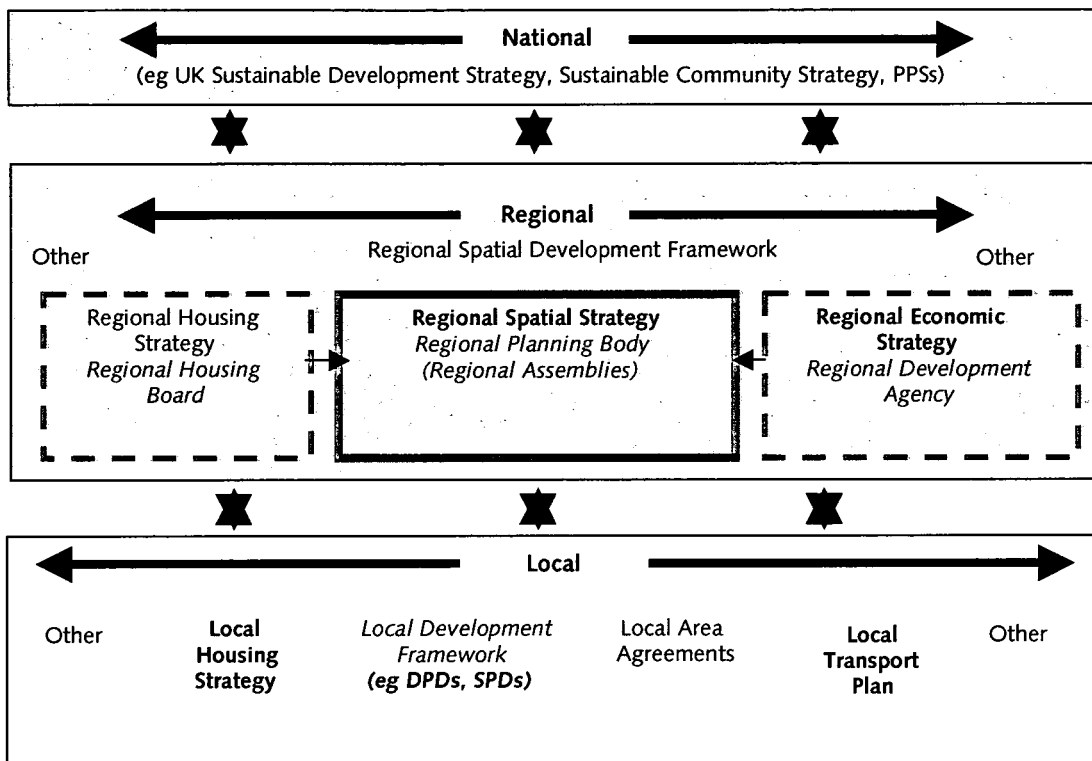 National
(eg UK Sustainable Development Strategy, Sustainable Community Strategy, PPSs)
Regional
Regional Spatial Development Framework
Other
Other
Regional Housing
Strategy
Regional Housing
Board
Regional Spatial Strategy
Regional Planning Body
(Regional Assemblies)
Regional Economic
Strategy
Regional Development
Agency
Local
Other
Local
Housing
Strategy
Local Development
Framework
(eg DPDs, SPDs)
Local Area
Agreements
Local
Transport
Plan
Other